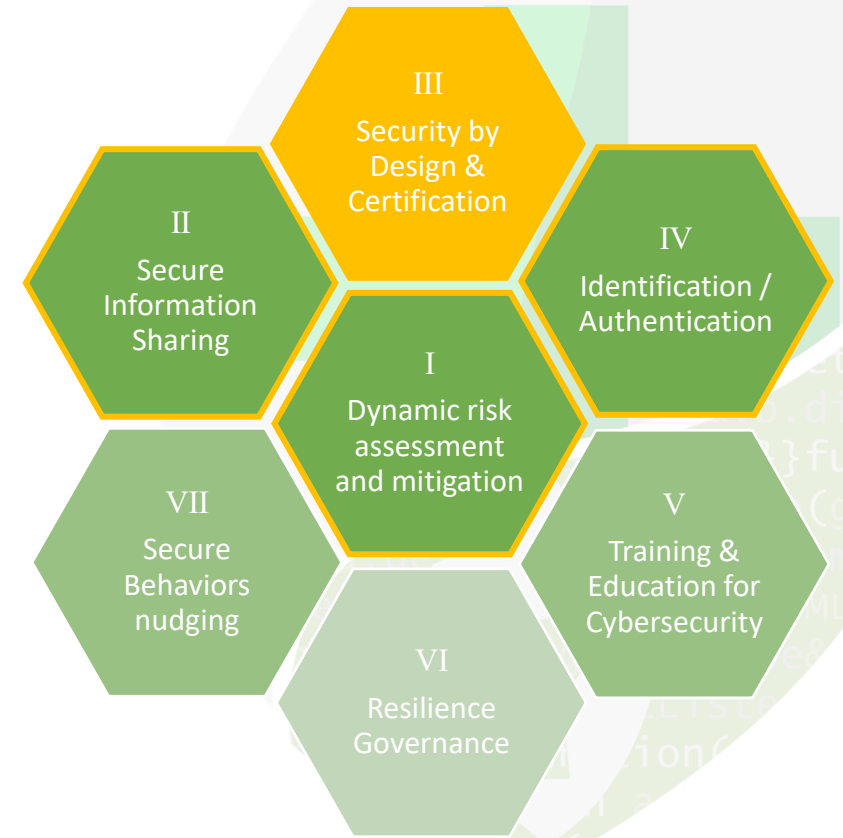 III
Security by
Design &
Certification
II
Secure
Information
Sharing
IV
Identification /
Authentication
I
Dynamic risk
assessment
and mitigation
VII
Secure
Behaviors
nudging
V
Training &
Education for
Cybersecurity
VI
Resilience
Governance